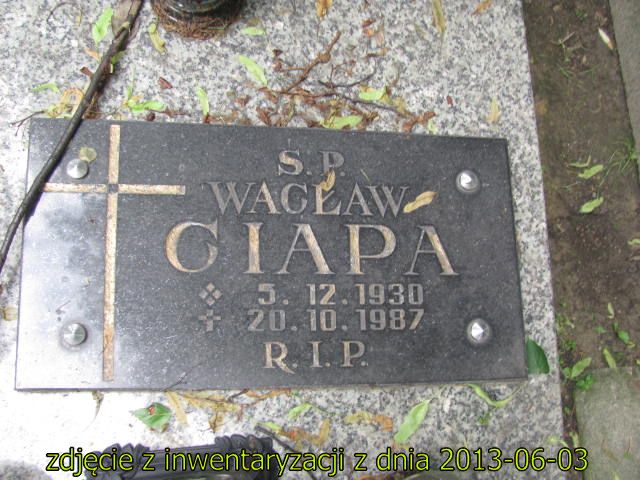 Ś.P.
WACŁAW
CIAPA
5.12.1930
20.10.1987
R.I.P.
zdjęcie z inwentaryzacji z dnia 2013-06-03